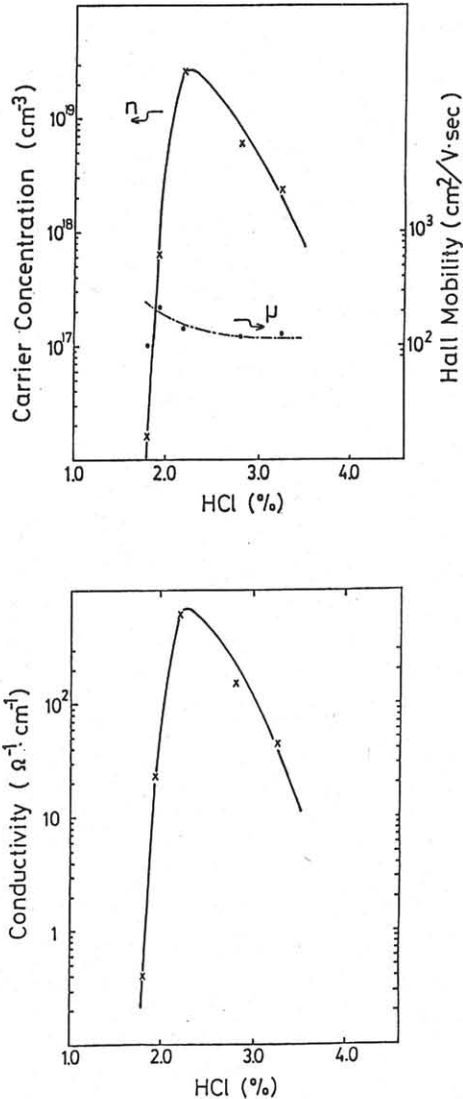 Carrier Concentration (cm⁻³)
10¹⁹
10¹⁸
10¹⁷
n
μ
10³
10²
Hall Mobility (cm²/V·sec)
1.0 2.0 3.0 4.0
HCl (%)
Conductivity (Ω⁻¹·cm⁻¹)
10²
10
1
1.0 2.0 3.0 4.0
HCl (%)